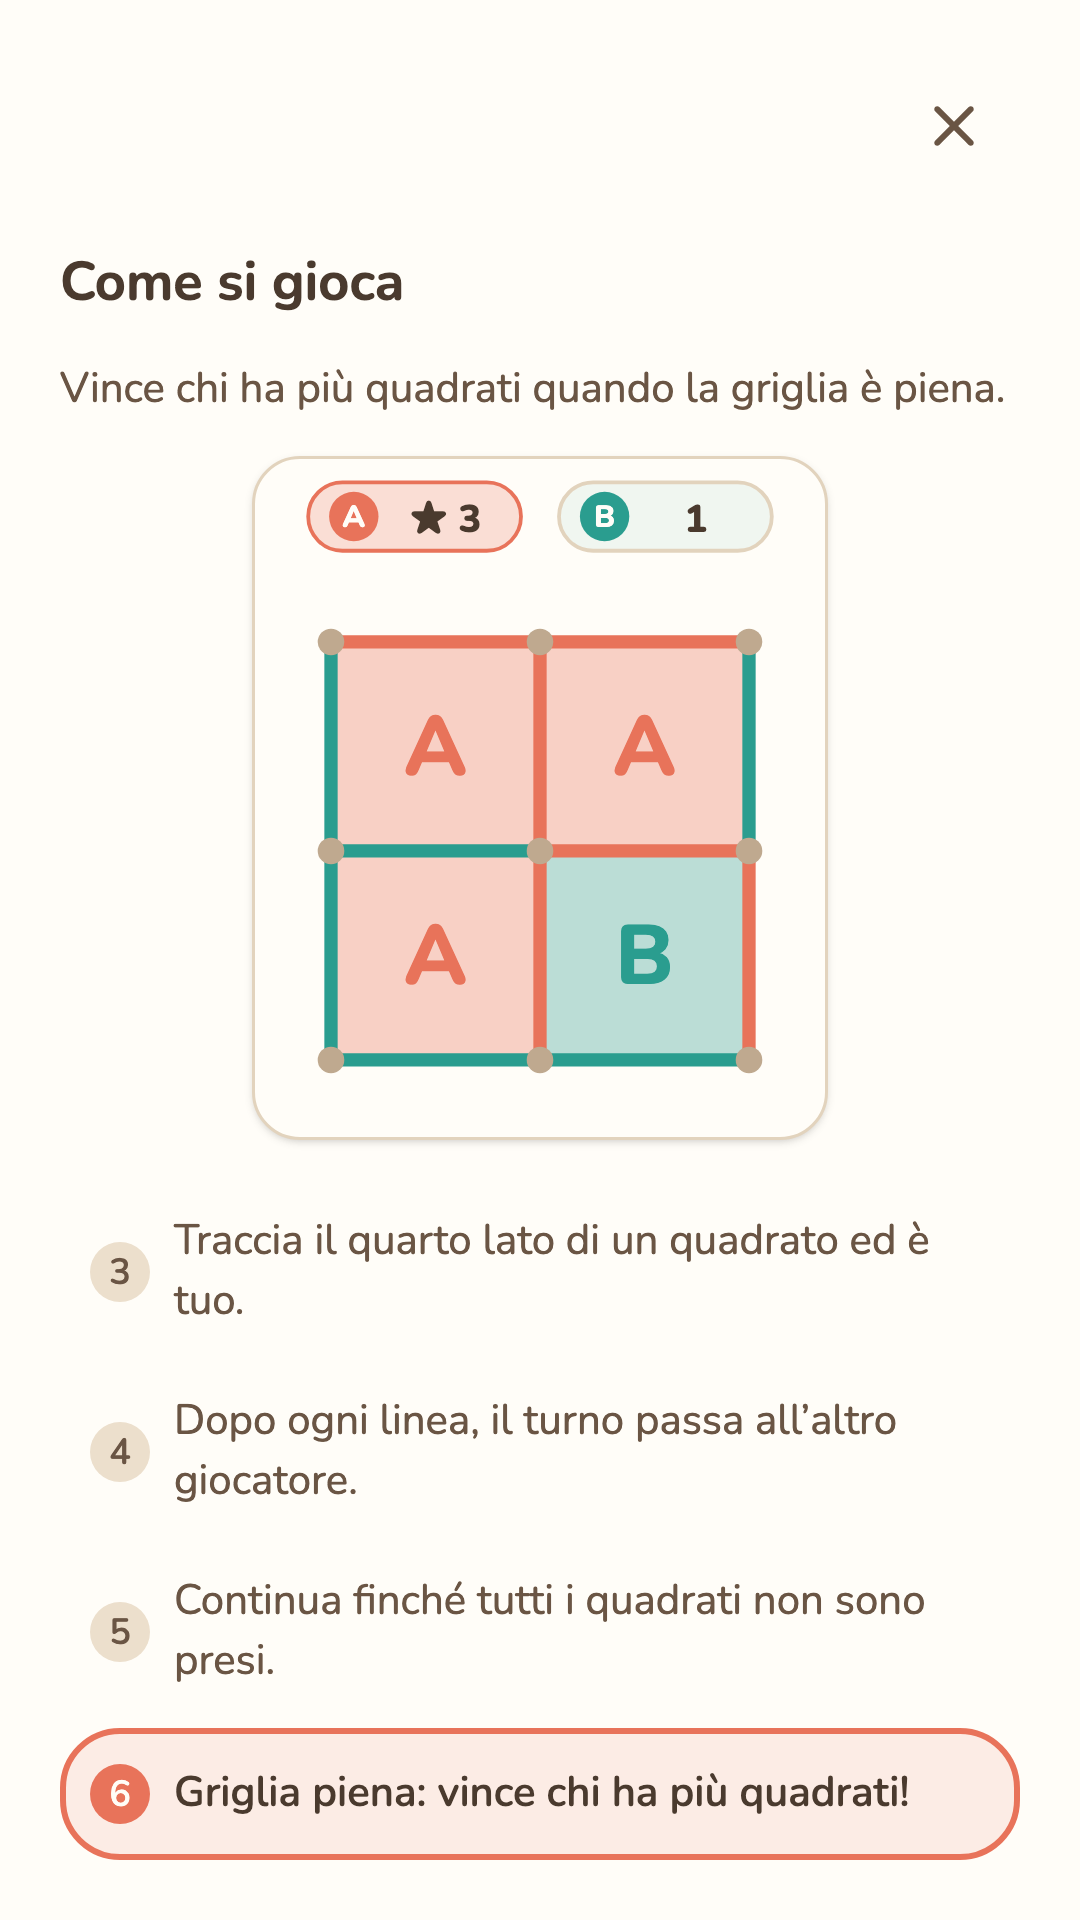 Come si gioca
Vince chi ha più quadrati quando la griglia è piena.
A ★ 3 B 1
A A
A B
3 Traccia il quarto lato di un quadrato ed è
tuo.
4 Dopo ogni linea, il turno passa all’altro
giocatore.
5 Continua finché tutti i quadrati non sono
presi.
6 Griglia piena: vince chi ha più quadrati!